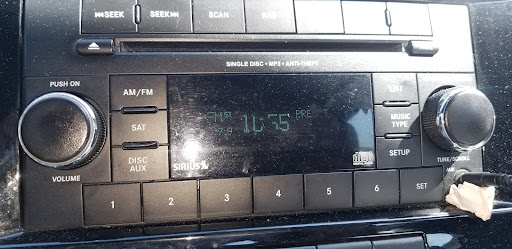 SEEK SEEK SCAN
SINGLE DISC • MP3 • ANTI-THEFT
PUSH ON
AM/FM
SAT
DISC
AUX
VOLUME
10:55
SIRIUS
LIST
MUSIC
TYPE
SETUP
TUNE/SCROLL
1 2 3 4 5 6 SET